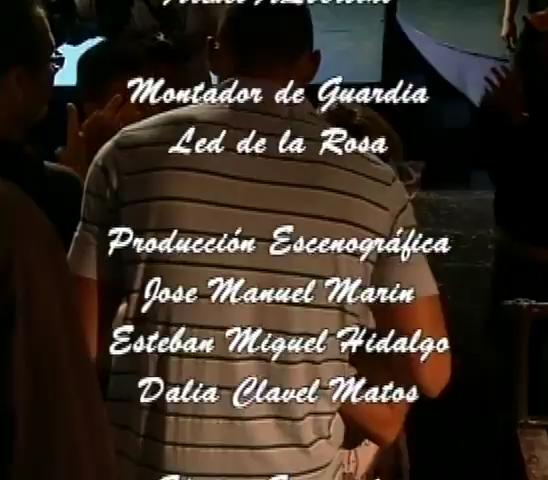 Montador de Guardia
Led de la Rosa
Producción Escenográfica
Jose Manuel Marin
Esteban Miguel Hidalgo
Dalia Clavel Matos